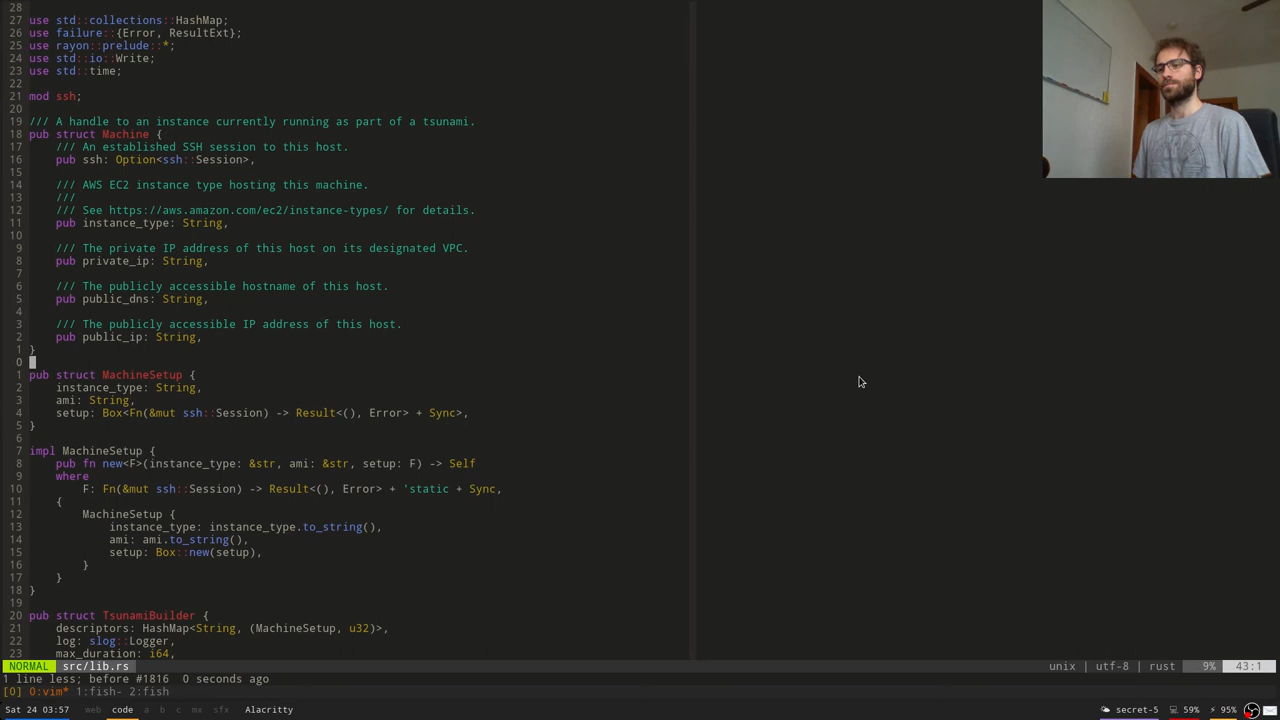 28
27 use std::collections::HashMap;
26 use failure::{Error, ResultExt};
25 use rayon::prelude::*;
24 use std::io::Write;
23 use std::time;
22
21 mod ssh;
20
19 /// A handle to an instance currently running as part of a tsunami.
18 pub struct Machine {
17     /// An established SSH session to this host.
16     pub ssh: Option<ssh::Session>,
15
14     /// AWS EC2 instance type hosting this machine.
13     ///
12     /// See https://aws.amazon.com/ec2/instance-types/ for details.
11     pub instance_type: String,
10
9     /// The private IP address of this host on its designated VPC.
8     pub private_ip: String,
7
6     /// The publicly accessible hostname of this host.
5     pub public_dns: String,
4
3     /// The publicly accessible IP address of this host.
2     pub public_ip: String,
1 }
0
1 pub struct MachineSetup {
2     instance_type: String,
3     ami: String,
4     setup: Box<Fn(&mut ssh::Session) -> Result<(), Error> + Sync>,
5 }
6
7 impl MachineSetup {
8     pub fn new<F>(instance_type: &str, ami: &str, setup: F) -> Self
9     where
10         F: Fn(&mut ssh::Session) -> Result<(), Error> + 'static + Sync,
11     {
12         MachineSetup {
13             instance_type: instance_type.to_string(),
14             ami: ami.to_string(),
15             setup: Box::new(setup),
16         }
17     }
18 }
19
20 pub struct TsunamiBuilder {
21     descriptors: HashMap<String, (MachineSetup, u32)>,
22     log: slog::Logger,
23     max_duration: i64,
NORMAL src/lib.rs unix | utf-8 | rust 9% 43:1
1 line less; before #1816  0 seconds ago
[0] 0:vim* 1:fish- 2:fish
Sat 24 03:57 web code a b c mx sfx Alacritty secret-5 59% 95%